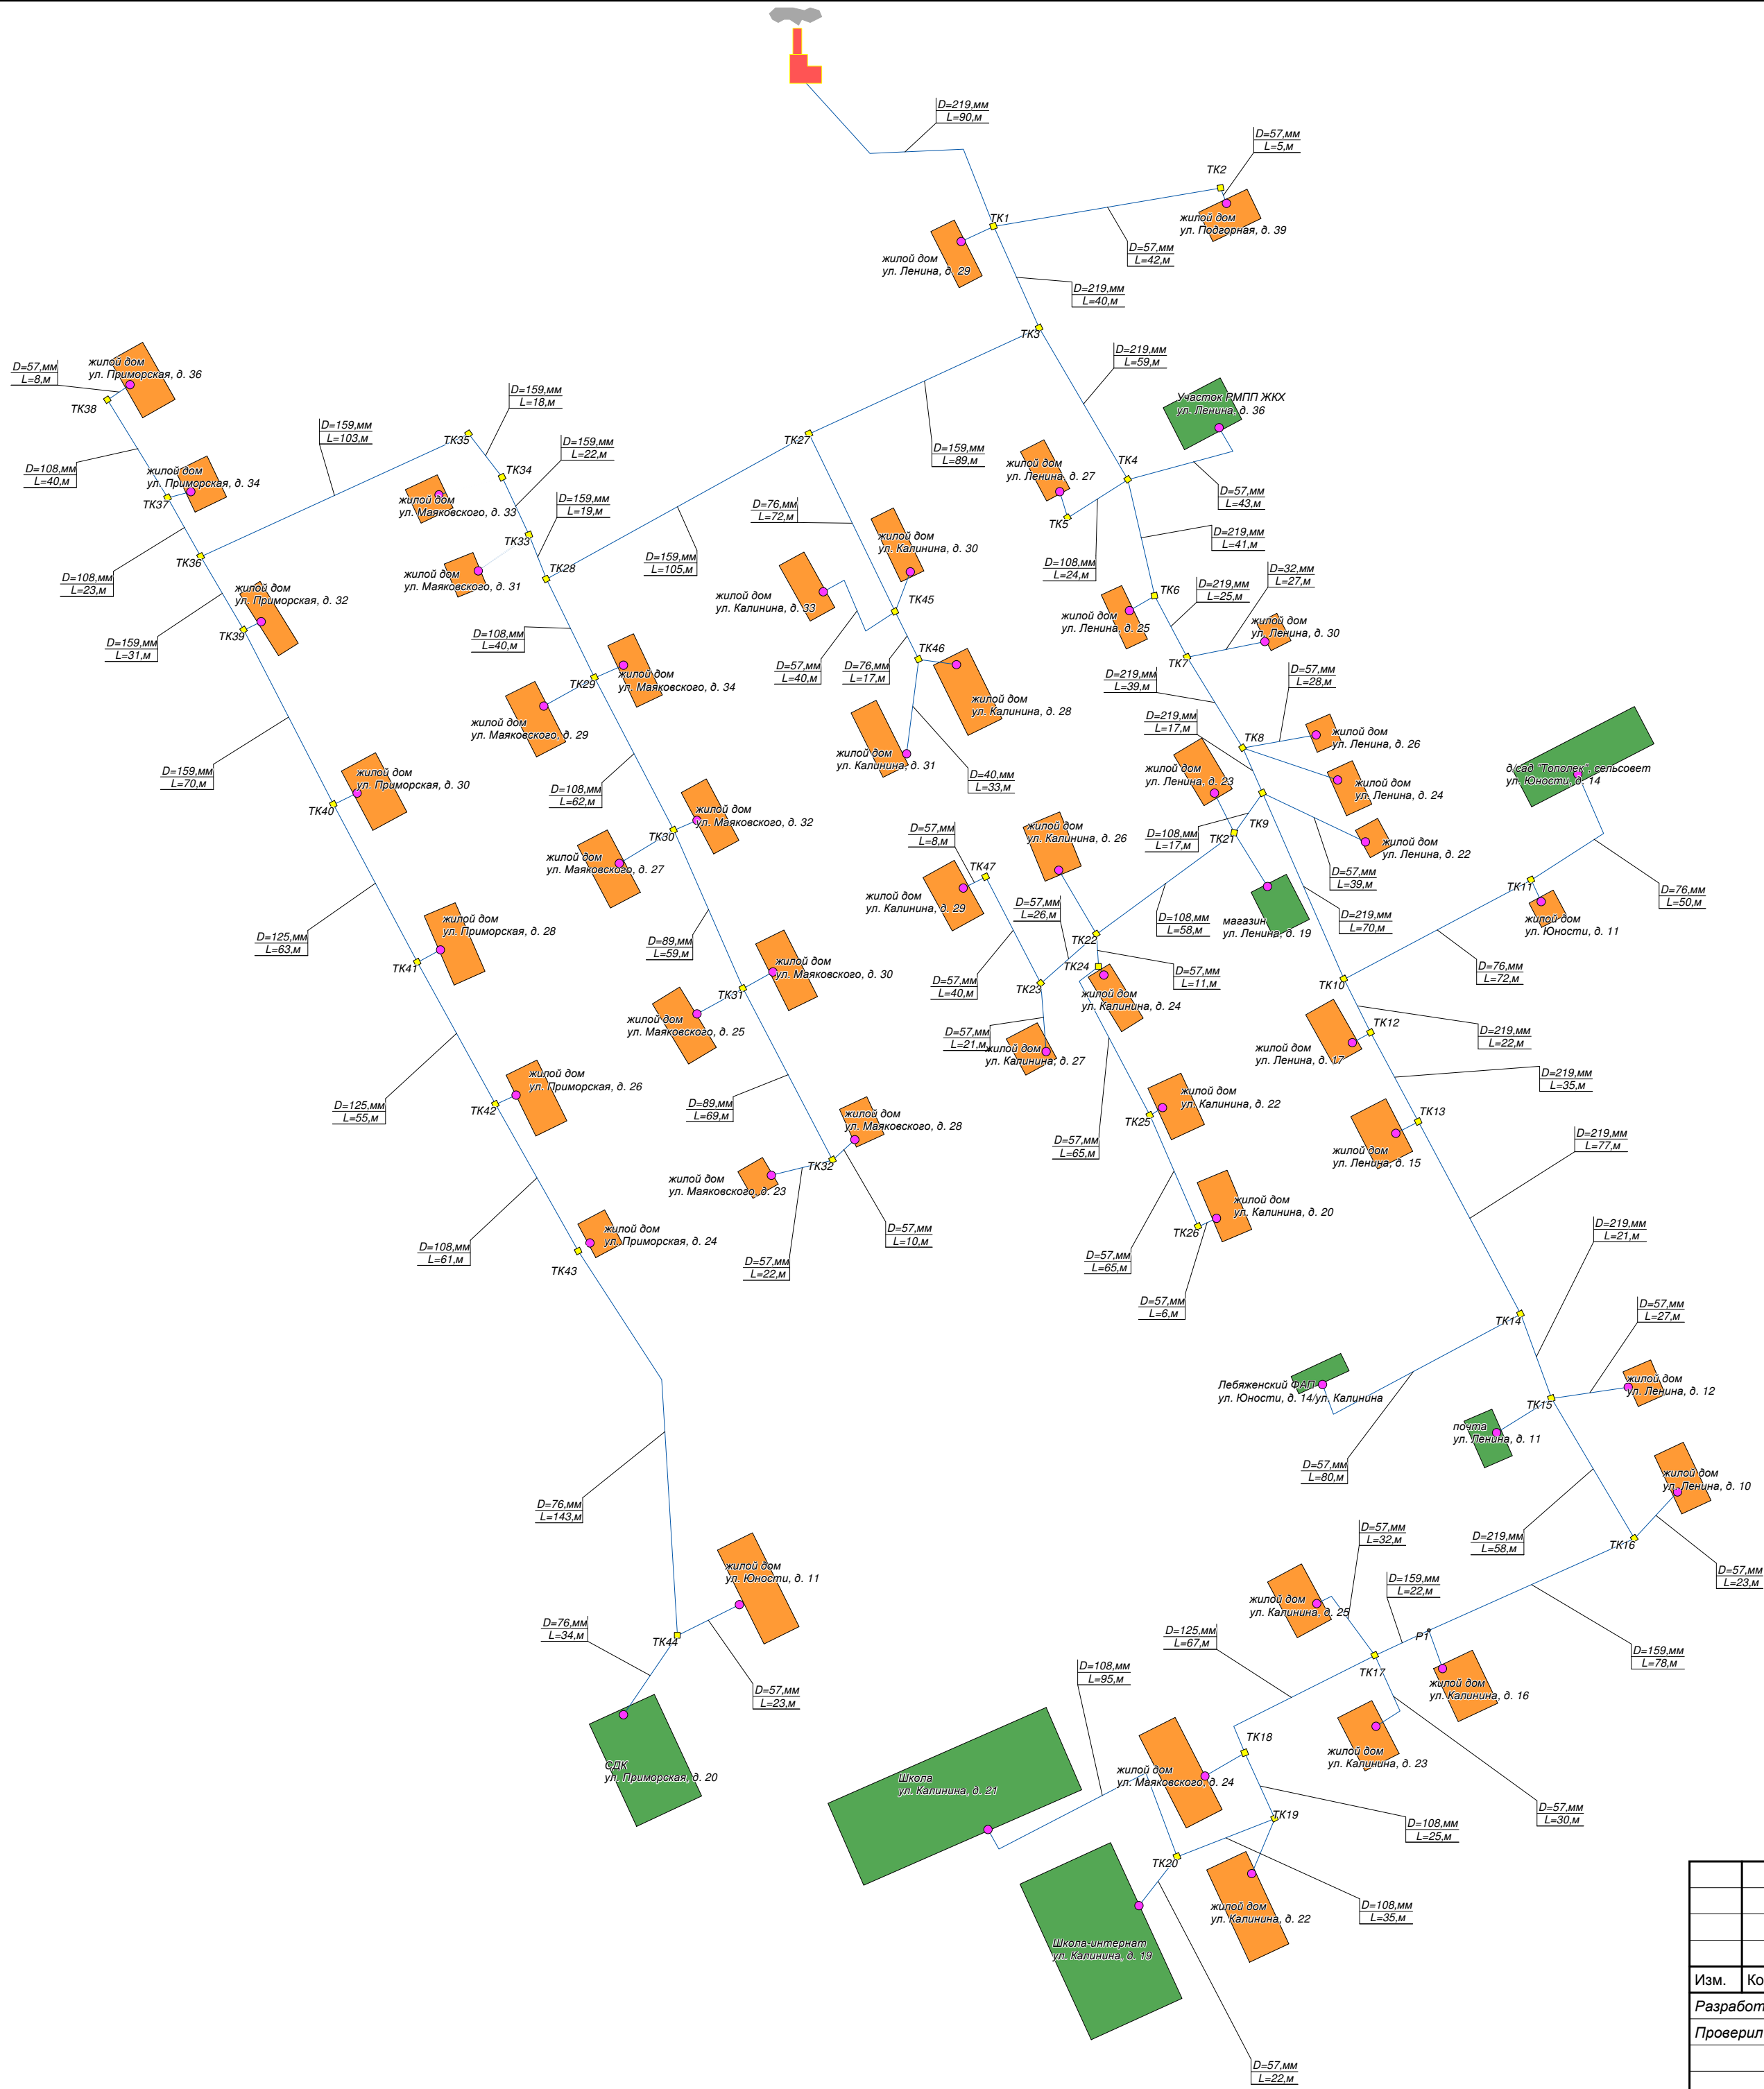 D=219,мм
L=90,м
D=57,мм
L=5,м
ТК2
жилой дом
ул. Подгорная, д. 39
ТК1
D=57,мм
L=42,м
жилой дом
ул. Ленина, д. 29
D=219,мм
L=40,м
ТК3
D=219,мм
L=59,м
D=57,мм
L=8,м
жилой дом
ул. Приморская, д. 36
ТК38
D=159,мм
L=18,м
Участок РМПП ЖКХ
ул. Ленина, д. 36
D=159,мм
L=103,м
ТК35
D=159,мм
L=22,м
ТК27
D=159,мм
L=89,м
D=108,мм
L=40,м
жилой дом
ул. Приморская, д. 34
ТК37
ТК34
жилой дом
ул. Маяковского, д. 33
D=159,мм
L=19,м
D=76,мм
L=72,м
жилой дом
ул. Ленина, д. 27
ТК4
D=57,мм
L=43,м
ТК5
ТК33
ТК36
D=108,мм
L=23,м
жилой дом
ул. Маяковского, д. 31
ТК28
D=159,мм
L=105,м
жилой дом
ул. Калинина, д. 30
D=219,мм
L=41,м
D=108,мм
L=24,м
D=32,мм
L=27,м
D=219,мм
L=25,м
жилой дом
ул. Приморская, д. 32
жилой дом
ул. Калинина, д. 33
ТК45
ТК6
жилой дом
ул. Ленина, д. 25
жилой дом
ул. Ленина, д. 30
D=159,мм
L=31,м
ТК39
D=108,мм
L=40,м
ТК46
D=57,мм
L=40,м
D=76,мм
L=17,м
ТК7
D=219,мм
L=39,м
D=57,мм
L=28,м
ТК29
жилой дом
ул. Маяковского, д. 34
жилой дом
ул. Калинина, д. 28
жилой дом
ул. Маяковского, д. 29
D=219,мм
L=17,м
ТК8
жилой дом
ул. Ленина, д. 26
жилой дом
ул. Калинина, д. 31
D=159,мм
L=70,м
жилой дом
ул. Приморская, д. 30
ТК40
D=108,мм
L=62,м
D=40,мм
L=33,м
жилой дом
ул. Ленина, д. 23
жилой дом
ул. Ленина, д. 24
д/сад "Тополек", сельсовет
ул. Юности, д. 14
ТК30
жилой дом
ул. Маяковского, д. 32
D=57,мм
L=8,м
жилой дом
ул. Калинина, д. 26
D=108,мм
L=17,м
ТК21
ТК9
жилой дом
ул. Ленина, д. 22
жилой дом
ул. Маяковского, д. 27
ТК47
жилой дом
ул. Калинина, д. 29
D=57,мм
L=39,м
ТК11
D=76,мм
L=50,м
D=57,мм
L=26,м
D=108,мм
L=58,м
магазин
ул. Ленина, д. 19
D=219,мм
L=70,м
жилой дом
ул. Юности, д. 11
жилой дом
ул. Приморская, д. 28
D=125,мм
L=63,м
ТК41
D=89,мм
L=59,м
ТК22
ТК24
D=57,мм
L=11,м
D=76,мм
L=72,м
жилой дом
ул. Маяковского, д. 30
ТК31
D=57,мм
L=40,м
ТК23
ТК10
жилой дом
ул. Калинина, д. 24
жилой дом
ул. Маяковского, д. 25
D=57,мм
L=21,м
жилой дом
ул. Калинина, д. 27
ТК12
D=219,мм
L=22,м
жилой дом
ул. Ленина, д. 17
D=219,мм
L=35,м
жилой дом
ул. Приморская, д. 26
D=125,мм
L=55,м
ТК42
D=89,мм
L=69,м
жилой дом
ул. Маяковского, д. 28
жилой дом
ул. Калинина, д. 22
ТК25
ТК13
D=57,мм
L=65,м
D=219,мм
L=77,м
жилой дом
ул. Ленина, д. 15
ТК32
жилой дом
ул. Маяковского, д. 23
жилой дом
ул. Калинина, д. 20
ТК26
D=57,мм
L=10,м
D=219,мм
L=21,м
жилой дом
ул. Приморская, д. 24
D=108,мм
L=61,м
ТК43
D=57,мм
L=22,м
D=57,мм
L=65,м
D=57,мм
L=6,м
D=57,мм
L=27,м
ТК14
Лебяженский ФАП
ул. Юности, д. 14/ул. Калинина
жилой дом
ул. Ленина, д. 12
ТК15
почта
ул. Ленина, д. 11
D=57,мм
L=80,м
жилой дом
ул. Ленина, д. 10
D=76,мм
L=143,м
D=57,мм
L=32,м
D=219,мм
L=58,м
ТК16
D=57,мм
L=23,м
жилой дом
ул. Юности, д. 11
D=159,мм
L=22,м
жилой дом
ул. Калинина, д. 25
D=76,мм
L=34,м
ТК44
D=125,мм
L=67,м
Р1
D=159,мм
L=78,м
D=108,мм
L=95,м
ТК17
жилой дом
ул. Калинина, д. 16
D=57,мм
L=23,м
ТК18
жилой дом
ул. Калинина, д. 23
СДК
ул. Приморская, д. 20
Школа
ул. Калинина, д. 21
жилой дом
ул. Маяковского, д. 24
ТК19
D=108,мм
L=25,м
D=57,мм
L=30,м
ТК20
жилой дом
ул. Калинина, д. 22
D=108,мм
L=35,м
Школа-интернат
ул. Калинина, д. 19
Изм.
Ко
Разработ
Проверил
D=57,мм
L=22,м